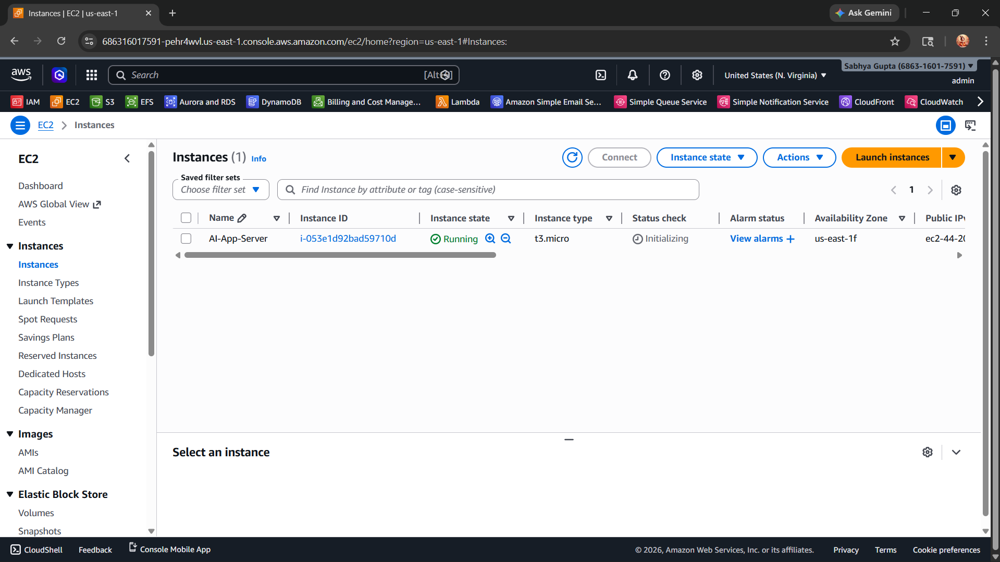 Instances | EC2 | us-east-1
Ask Gemini
686316017591-pehr4wvl.us-east-1.console.aws.amazon.com/ec2/home?region=us-east-1#Instances:
aws
Search
United States (N. Virginia)
Sabhya Gupta (6863-1601-7591)
admin
IAM
EC2
S3
EFS
Aurora and RDS
DynamoDB
Billing and Cost Manage...
Lambda
Amazon Simple Email Se...
Simple Queue Service
Simple Notification Service
CloudFront
CloudWatch
EC2
Instances
EC2
Dashboard
AWS Global View
Events
Instances
Instances
Instance Types
Launch Templates
Spot Requests
Savings Plans
Reserved Instances
Dedicated Hosts
Capacity Reservations
Capacity Manager
Images
AMIs
AMI Catalog
Elastic Block Store
Volumes
Snapshots
Instances (1) Info
Connect
Instance state
Actions
Launch instances
Saved filter sets
Choose filter set
Find Instance by attribute or tag (case-sensitive)
1
Name Instance ID Instance state Instance type Status check Alarm status Availability Zone Public IPv
AI-App-Server i-053e1d92bad59710d Running t3.micro Initializing View alarms + us-east-1f ec2-44-20
Select an instance
CloudShell
Feedback
Console Mobile App
© 2026, Amazon Web Services, Inc. or its affiliates.
Privacy
Terms
Cookie preferences